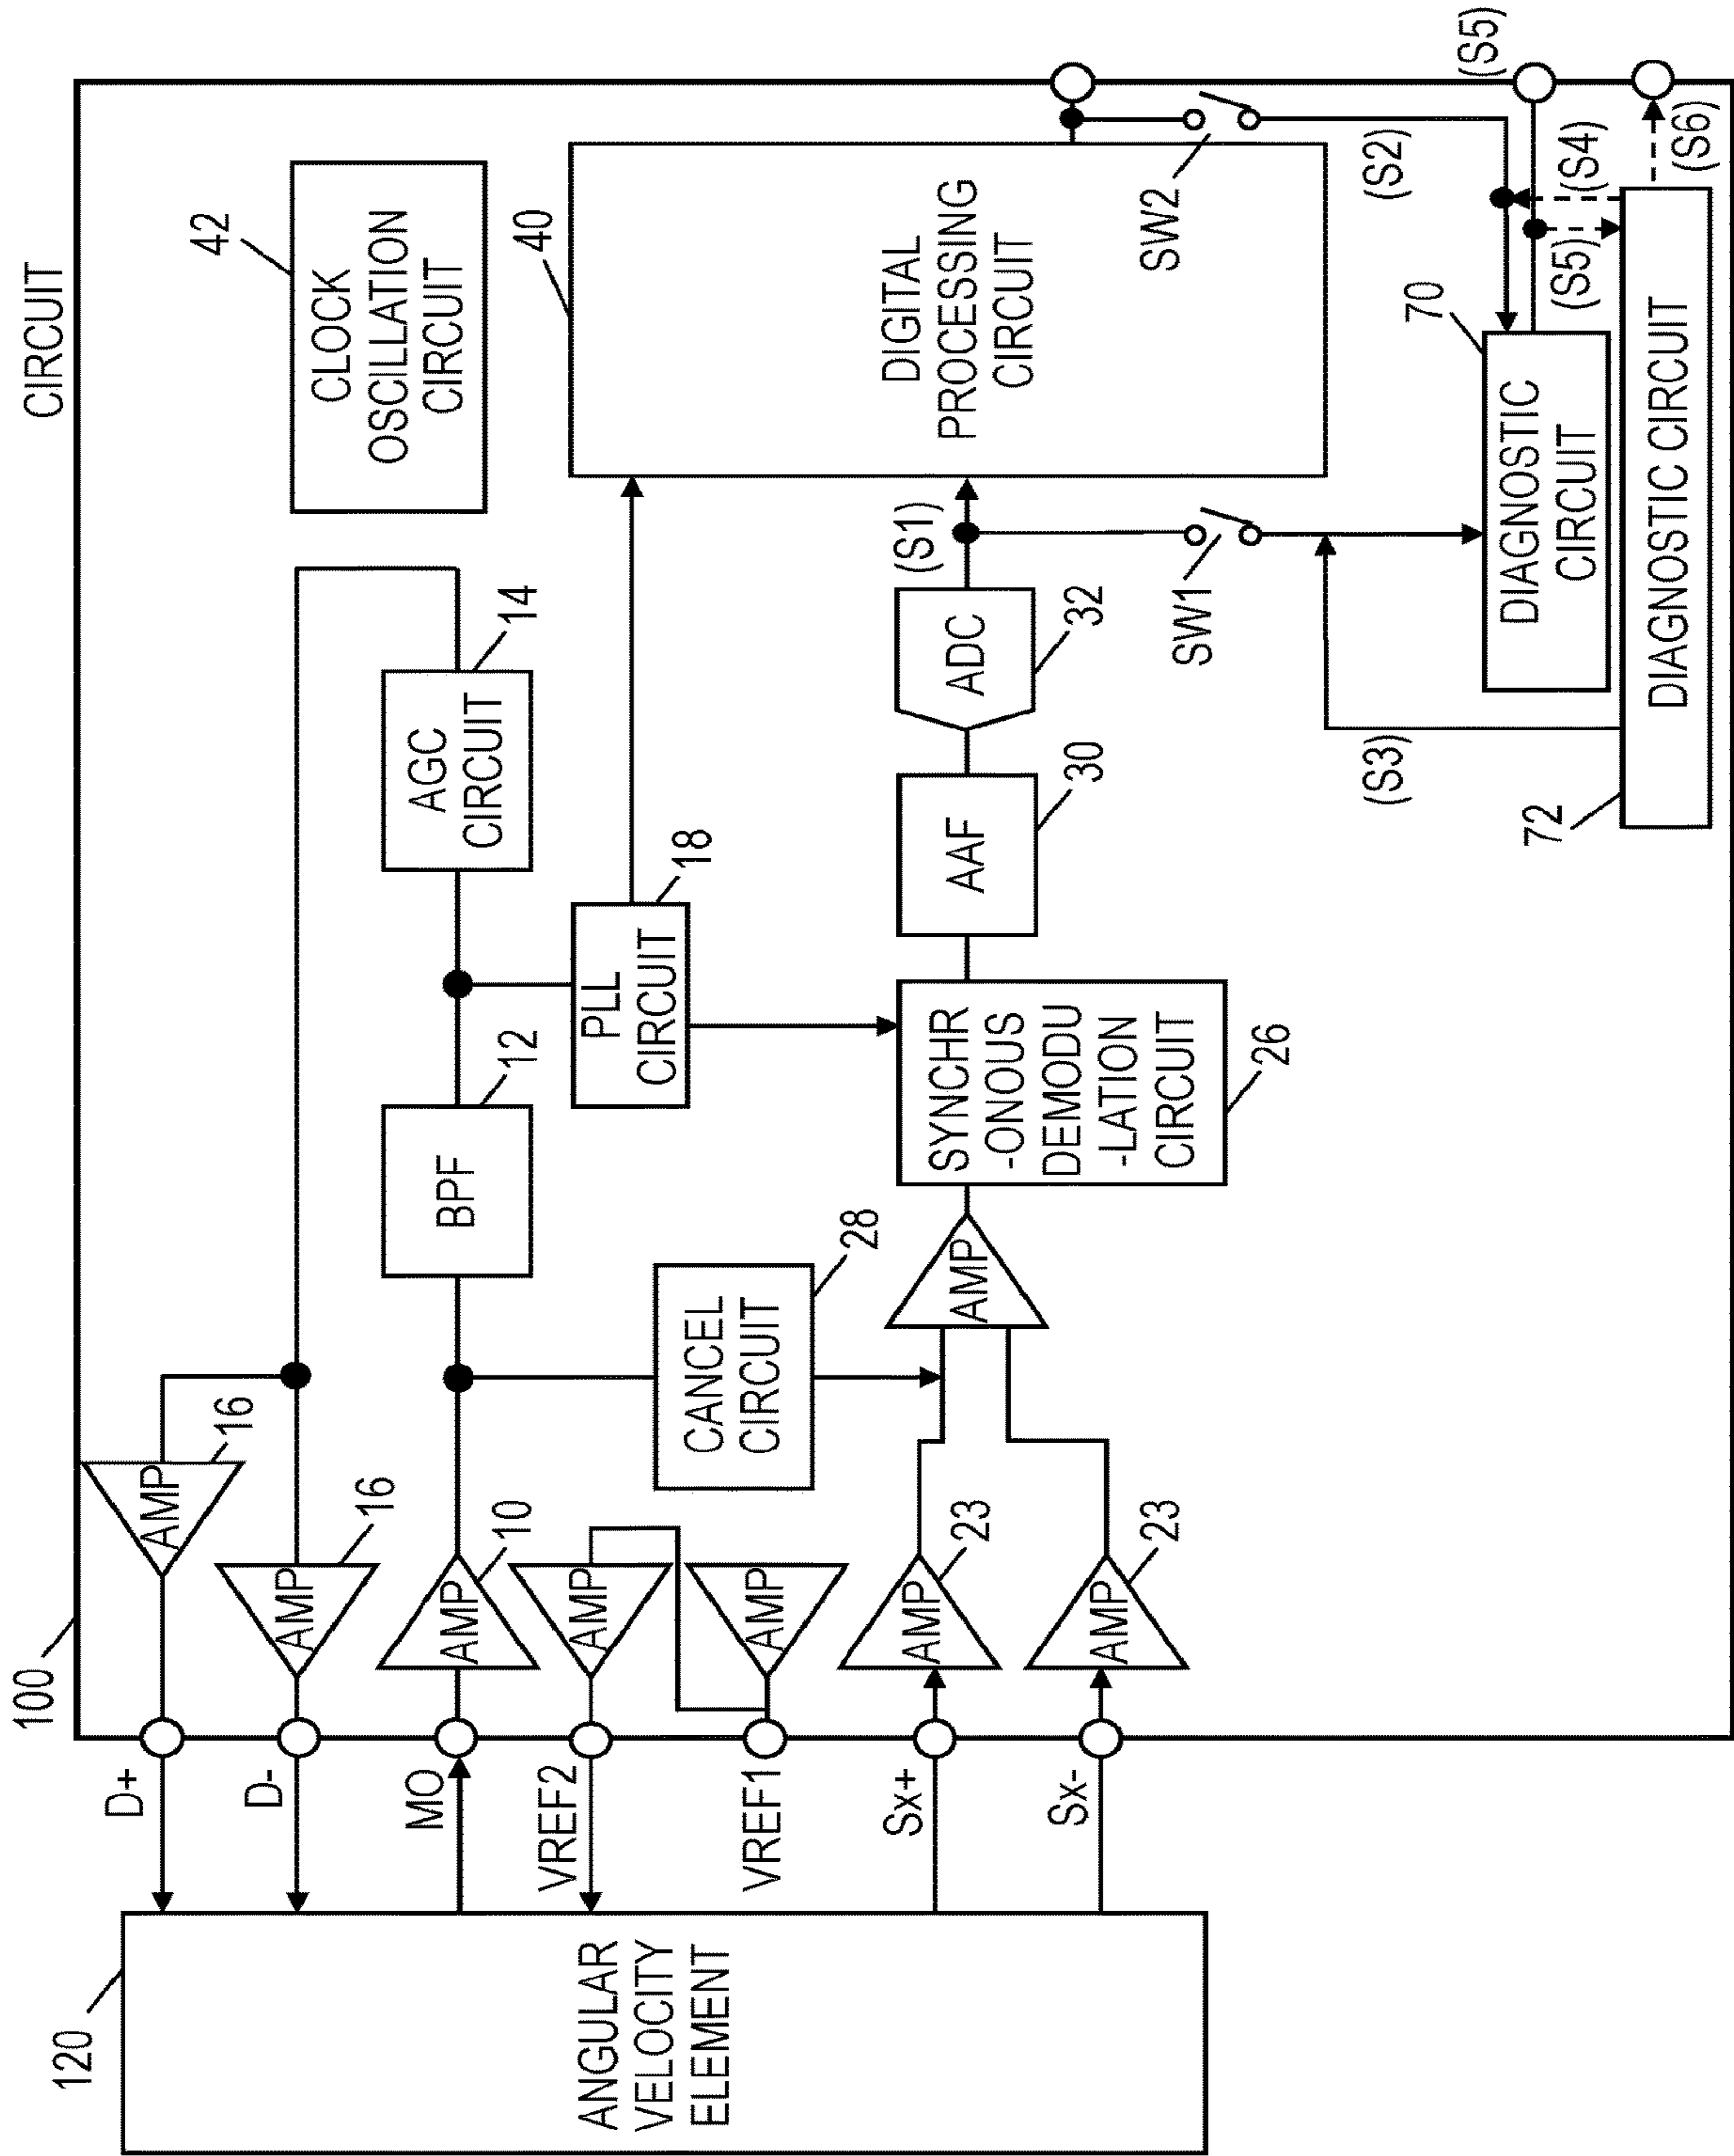 CIRCUIT
100
42
CLOCK
OSCILLATION
CIRCUIT
D+
AMP
16
D-
AMP
16
AGC
CIRCUIT
14
MO
AMP
10
BPF
12
PLL
CIRCUIT
18
40
DIGITAL
PROCESSING
CIRCUIT
120
ANGULAR
VELOCITY
ELEMENT
VREF2
AMP
VREF1
AMP
CANCEL
CIRCUIT
28
Sx+
AMP
23
Sx-
AMP
23
AMP
SYNCHR
-ONOUS
DEMODU
-LATION
CIRCUIT
26
AAF
30
ADC
32
(S1)
SW1
SW2
(S2)
(S3)
(S4)
(S5)
(S5)
(S6)
70
DIAGNOSTIC
CIRCUIT
72
DIAGNOSTIC CIRCUIT